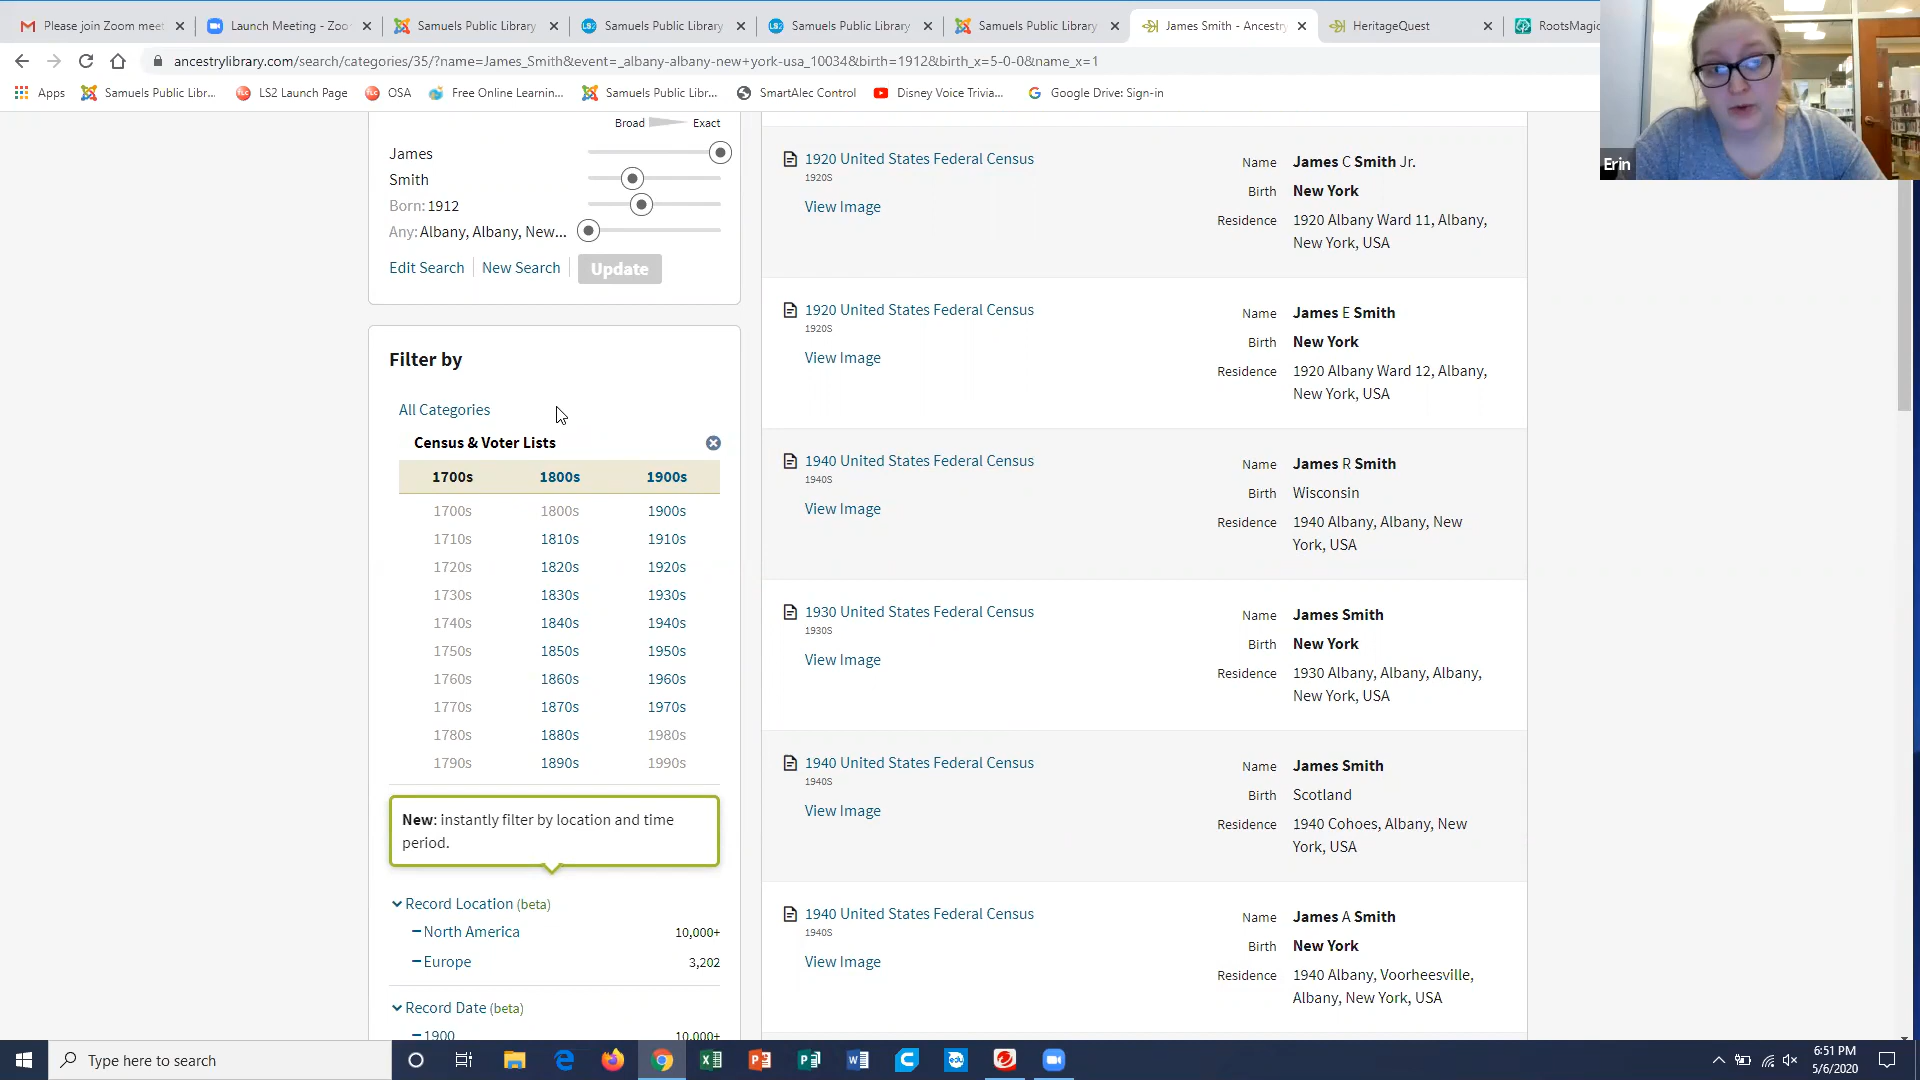 Please join Zoom meet
Launch Meeting - Zoo
Samuels Public Library
Samuels Public Library
Samuels Public Library
Samuels Public Library
James Smith - Ancestry
HeritageQuest
RootsMagic
ancestrylibrary.com/search/categories/35/?name=James_Smith&event=_albany-albany-new+york-usa_10034&birth=1912&birth_x=5-0-0&name_x=1
Apps
Samuels Public Libr...
LS2 Launch Page
OSA
Free Online Learnin...
Samuels Public Libr...
SmartAlec Control
Disney Voice Trivia...
Google Drive: Sign-in
Erin
Broad Exact
James
Smith
Born: 1912
Any: Albany, Albany, New...
Edit Search New Search Update
Filter by
All Categories
Census & Voter Lists
1700s 1800s 1900s
1700s 1800s 1900s
1710s 1810s 1910s
1720s 1820s 1920s
1730s 1830s 1930s
1740s 1840s 1940s
1750s 1850s 1950s
1760s 1860s 1960s
1770s 1870s 1970s
1780s 1880s 1980s
1790s 1890s 1990s
New: instantly filter by location and time
period.
Record Location (beta)
North America 10,000+
Europe 3,202
Record Date (beta)
1900 10,000+
1920 United States Federal Census
1920S
View Image
Name James C Smith Jr.
Birth New York
Residence 1920 Albany Ward 11, Albany,
New York, USA
1920 United States Federal Census
1920S
View Image
Name James E Smith
Birth New York
Residence 1920 Albany Ward 12, Albany,
New York, USA
1940 United States Federal Census
1940S
View Image
Name James R Smith
Birth Wisconsin
Residence 1940 Albany, Albany, New
York, USA
1930 United States Federal Census
1930S
View Image
Name James Smith
Birth New York
Residence 1930 Albany, Albany, Albany,
New York, USA
1940 United States Federal Census
1940S
View Image
Name James Smith
Birth Scotland
Residence 1940 Cohoes, Albany, New
York, USA
1940 United States Federal Census
1940S
View Image
Name James A Smith
Birth New York
Residence 1940 Albany, Voorheesville,
Albany, New York, USA
Type here to search
6:51 PM
5/6/2020